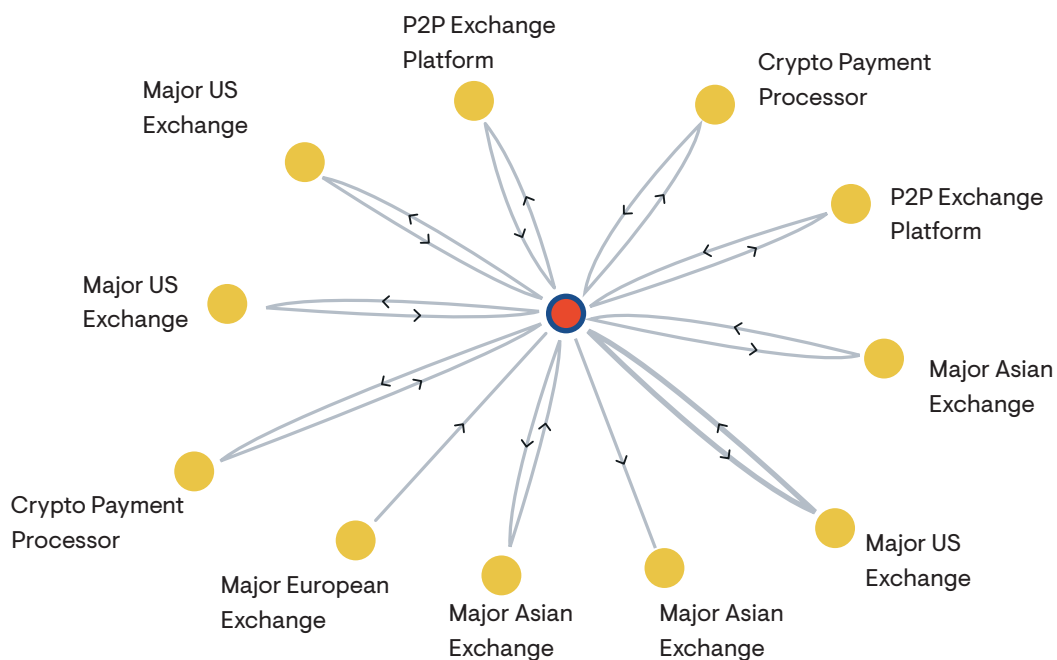 P2P Exchange
Platform
Crypto Payment
Processor
Major US
Exchange
P2P Exchange
Platform
Major US
Exchange
Major Asian
Exchange
Crypto Payment
Processor
Major US
Exchange
Major European
Exchange
Major Asian
Exchange
Major Asian
Exchange